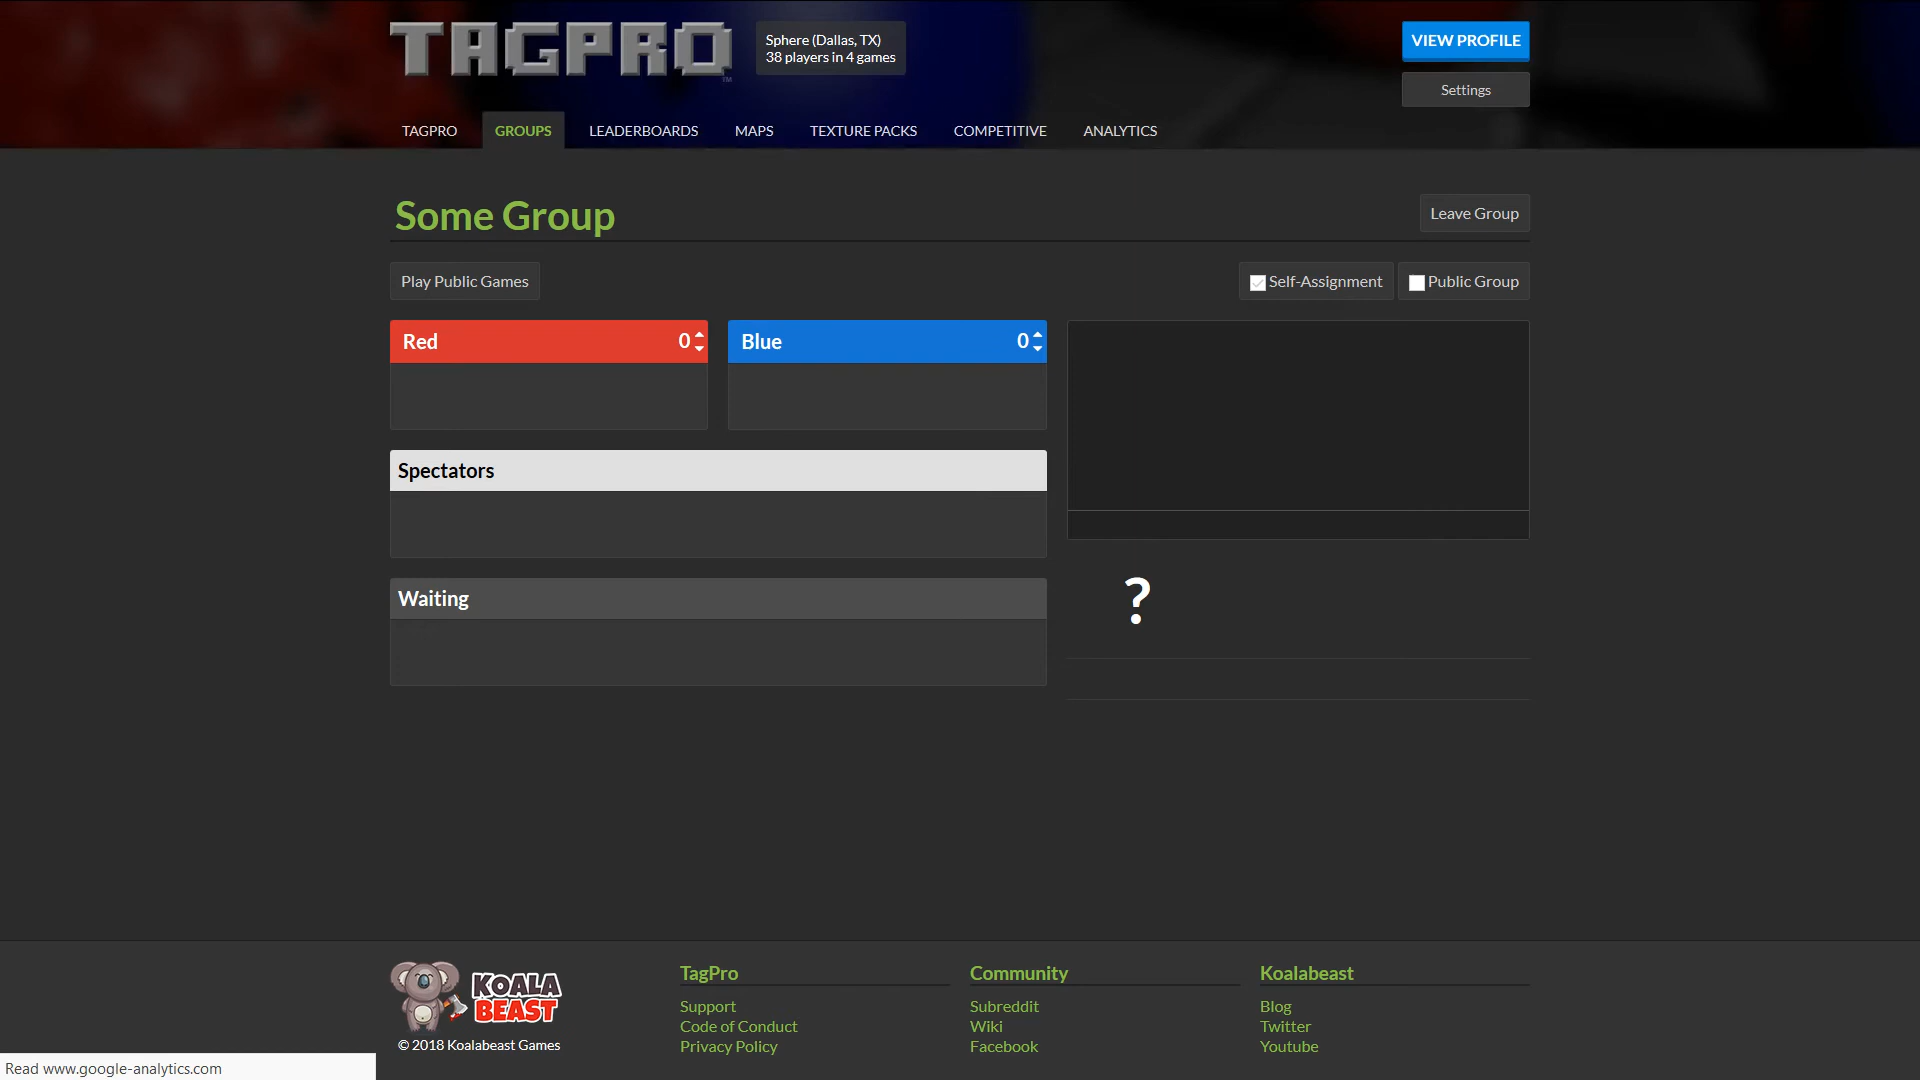 TAGPRO™
Sphere (Dallas, TX)
38 players in 4 games
VIEW PROFILE
Settings
TAGPRO GROUPS LEADERBOARDS MAPS TEXTURE PACKS COMPETITIVE ANALYTICS
Some Group
Leave Group
Play Public Games
Self-Assignment
Public Group
Red 0
Blue 0
Spectators
Waiting
?
KOALA
BEAST
© 2018 Koalabeast Games
TagPro
Support
Code of Conduct
Privacy Policy
Community
Subreddit
Wiki
Facebook
Koalabeast
Blog
Twitter
Youtube
Read www.google-analytics.com